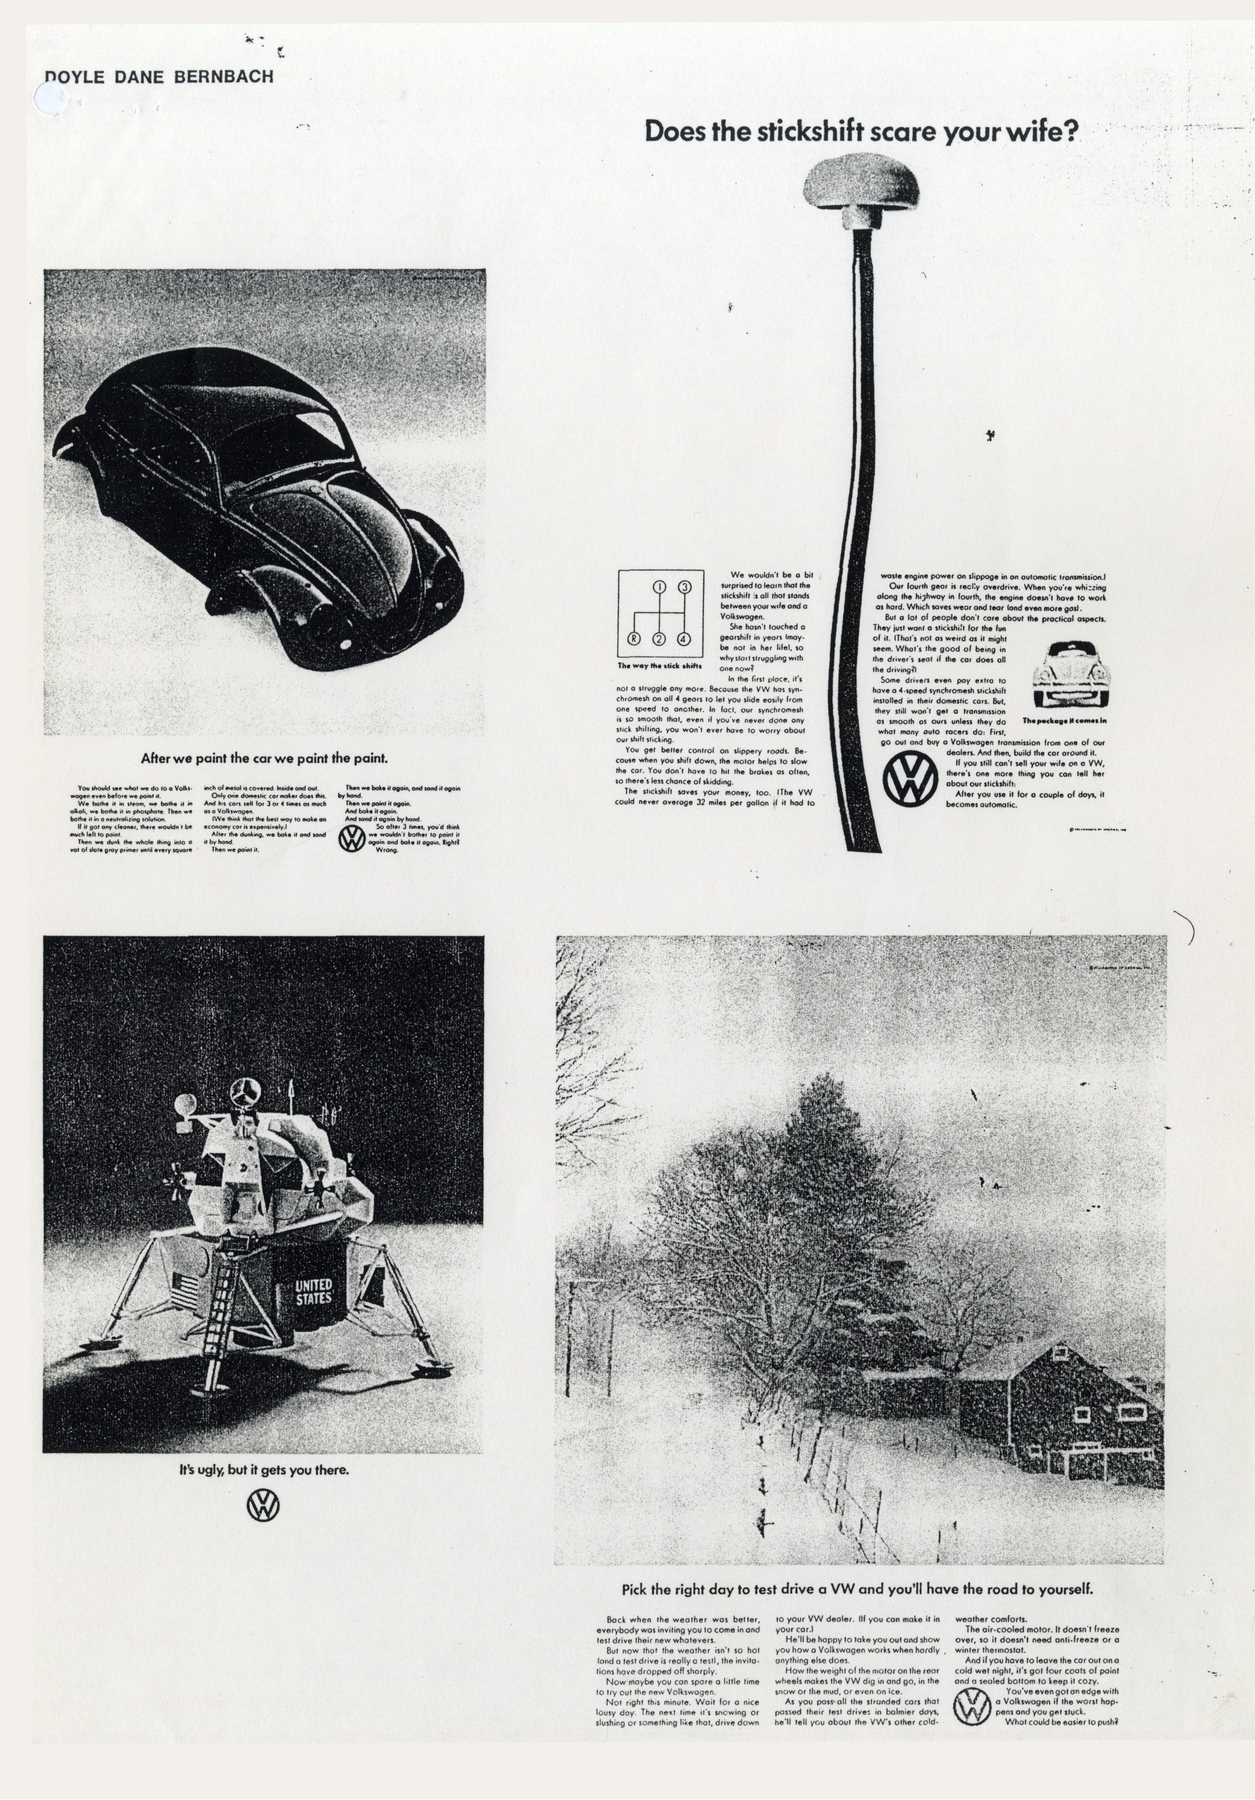 DOYLE DANE BERNBACH
Does the stickshift scare your wife?
1
3
R
2
4
The way the stick shifts
We wouldn't be a bit
surprised to learn that the
stickshift is all that stands
between your wife and a
Volkswagen.
She hasn't touched a
gearshift in years (may-
be not in her life), so
why start struggling with
one now?
In the first place, it's
not a struggle any more. Because the VW has syn-
chromesh on all 4 gears to let you slide easily from
one speed to another. In fact, our synchromesh
is so smooth that, even if you've never done any
stick shifting, you won't ever have to worry about
our shift sticking.
You get better control on slippery roads. Be-
cause when you shift down, the motor helps to slow
the car. You don't have to hit the brakes as often,
so there's less chance of skidding.
The stickshift saves your money, too. (The VW
could never average 32 miles per gallon if it had to
waste engine power on slippage in an automatic transmission.)
Our fourth gear is really overdrive. When you're whizzing
along the highway in fourth, the engine doesn't have to work
as hard. Which saves wear and tear (and even more gas).
But a lot of people don't care about the practical aspects.
They just want a stickshift for the fun
of it. (That's not as weird as it might
seem. What's the good of being in
the driver's seat if the car does all
the driving?)
Some drivers even pay extra to
have a 4-speed synchromesh stickshift
installed in their domestic cars. But,
they still won't get a transmission
as smooth as ours unless they do
what many auto racers do: First,
go out and buy a Volkswagen transmission from one of our
dealers. And then, build the car around it.
If you still can't sell your wife on a VW,
there's one more thing you can tell her
about our stickshift:
After you use it for a couple of days, it
becomes automatic.
The package it comes in
After we paint the car we paint the paint.
You should see what we do to a Volks-
wagen even before we paint it.
We bathe it in steam, we bathe it in
alkali, we bathe it in phosphate. Then we
bathe it in a neutralizing solution.
If it got any cleaner, there wouldn't be
much left to paint.
Then we dunk the whole thing into a
vat of slate gray primer until every square
inch of metal is covered. Inside and out.
Only one domestic car maker does this.
And his cars sell for 3 or 4 times as much
as a Volkswagen.
(We think that the best way to make an
economy car is expensively.)
After the dunking, we bake it and sand
it by hand.
Then we paint it.
Then we bake it again, and sand it again
by hand.
Then we paint it again.
And bake it again.
And sand it again by hand.
So after 3 times, you'd think
we wouldn't bother to paint it
again and bake it again. Right?
Wrong.
UNITED
STATES
It's ugly, but it gets you there.
Pick the right day to test drive a VW and you'll have the road to yourself.
Back when the weather was better,
everybody was inviting you to come in and
test drive their new whatevers.
But now that the weather isn't so hot
(and a test drive is really a test), the invita-
tions have dropped off sharply.
Now maybe you can spare a little time
to try out the new Volkswagen.
Not right this minute. Wait for a nice
lousy day. The next time it's snowing or
slushing or something like that, drive down
to your VW dealer. (If you can make it in
your car.)
He'll be happy to take you out and show
you how a Volkswagen works when hardly
anything else does.
How the weight of the motor on the rear
wheels makes the VW dig in and go, in the
snow or the mud, or even on ice.
As you pass all the stranded cars that
passed their test drives in balmier days,
he'll tell you about the VW's other cold-
weather comforts.
The air-cooled motor. It doesn't freeze
over, so it doesn't need anti-freeze or a
winter thermostat.
And if you have to leave the car out on a
cold wet night, it's got four coats of paint
and a sealed bottom to keep it cozy.
You've even got an edge with
a Volkswagen if the worst hap-
pens and you get stuck.
What could be easier to push?